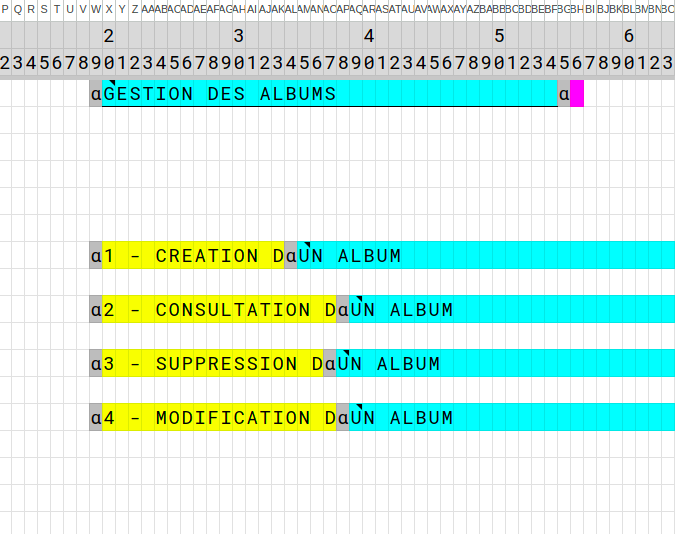 P Q R S T U V W X Y Z AA AB AC AD AE AF AG AH AI AJ AK AL AM AN AO AP AQ AR AS AT AU AV AW AX AY AZ BA BB BC BD BE BF BG BH BI BJ BK BL BM BN BO
2 3 4 5 6
2345678901234567890123456789012345678901234567890123
αGESTION DES ALBUMS α
α1 - CREATION DαUN ALBUM
α2 - CONSULTATION DαUN ALBUM
α3 - SUPPRESSION DαUN ALBUM
α4 - MODIFICATION DαUN ALBUM